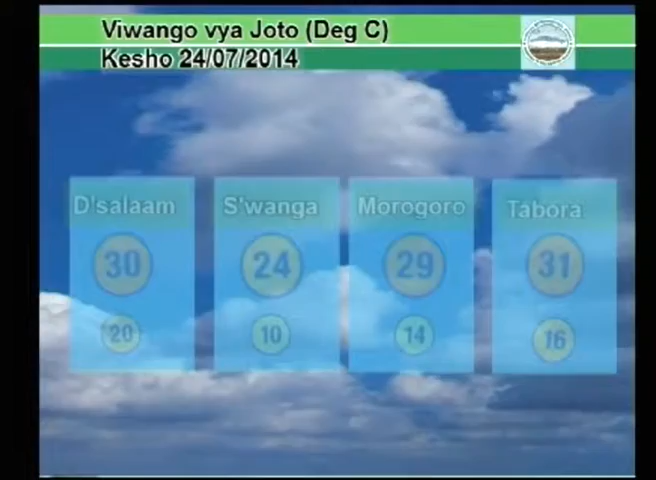 Viwango vya Joto (Deg C)
Kesho 24/07/2014
D'salaam S'wanga Morogoro Tabora
30 24 29 31
20 10 14 16